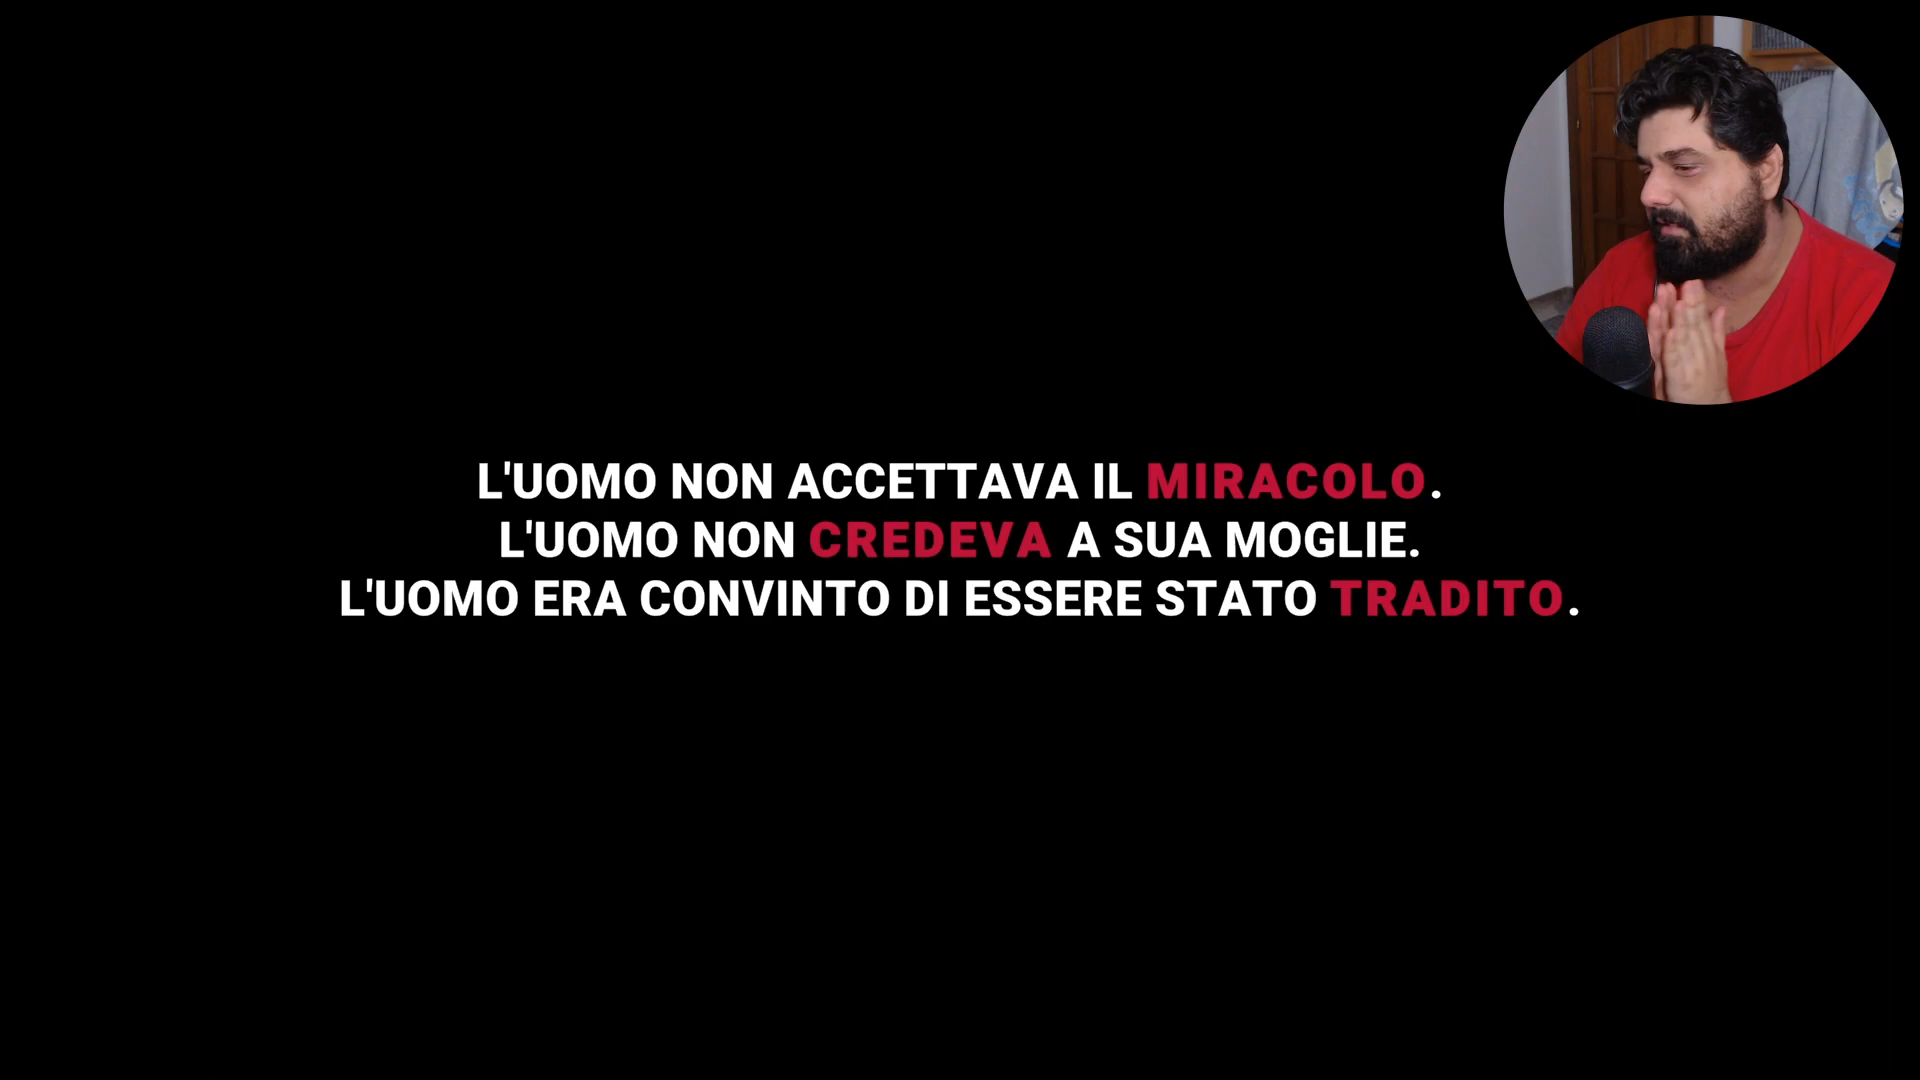 L'UOMO NON ACCETTAVA IL MIRACOLO.
L'UOMO NON CREDEVA A SUA MOGLIE.
L'UOMO ERA CONVINTO DI ESSERE STATO TRADITO.